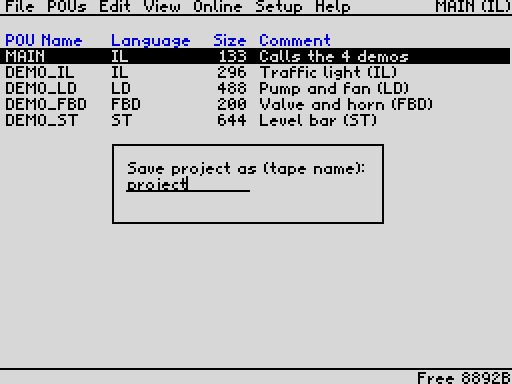 File POUs Edit View Online Setup Help MAIN (IL)
POU Name Language Size Comment
MAIN IL 133 Calls the 4 demos
DEMO_IL IL 296 Traffic light (IL)
DEMO_LD LD 488 Pump and fan (LD)
DEMO_FBD FBD 200 Valve and horn (FBD)
DEMO_ST ST 644 Level bar (ST)
Save project as (tape name):
project
Free 8892B